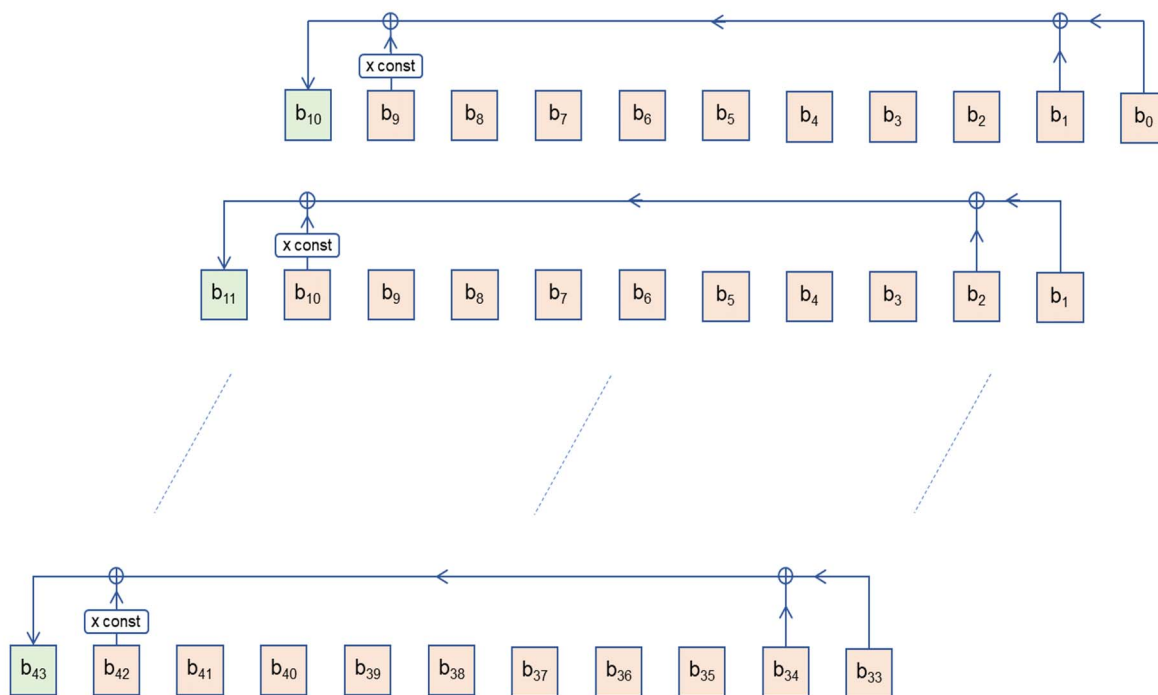 x const
b₁₀ b₉ b₈ b₇ b₆ b₅ b₄ b₃ b₂ b₁ b₀
x const
b₁₁ b₁₀ b₉ b₈ b₇ b₆ b₅ b₄ b₃ b₂ b₁
x const
b₄₃ b₄₂ b₄₁ b₄₀ b₃₉ b₃₈ b₃₇ b₃₆ b₃₅ b₃₄ b₃₃